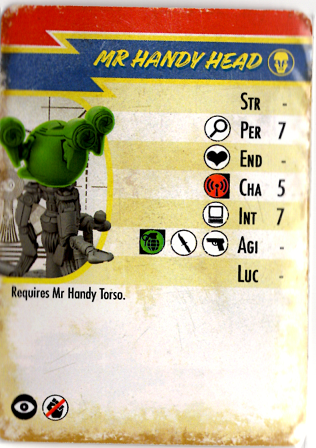 MR HANDY HEAD
STR -
PER 7
END -
CHA 5
INT 7
AGI -
LUC -
Requires Mr Handy Torso.